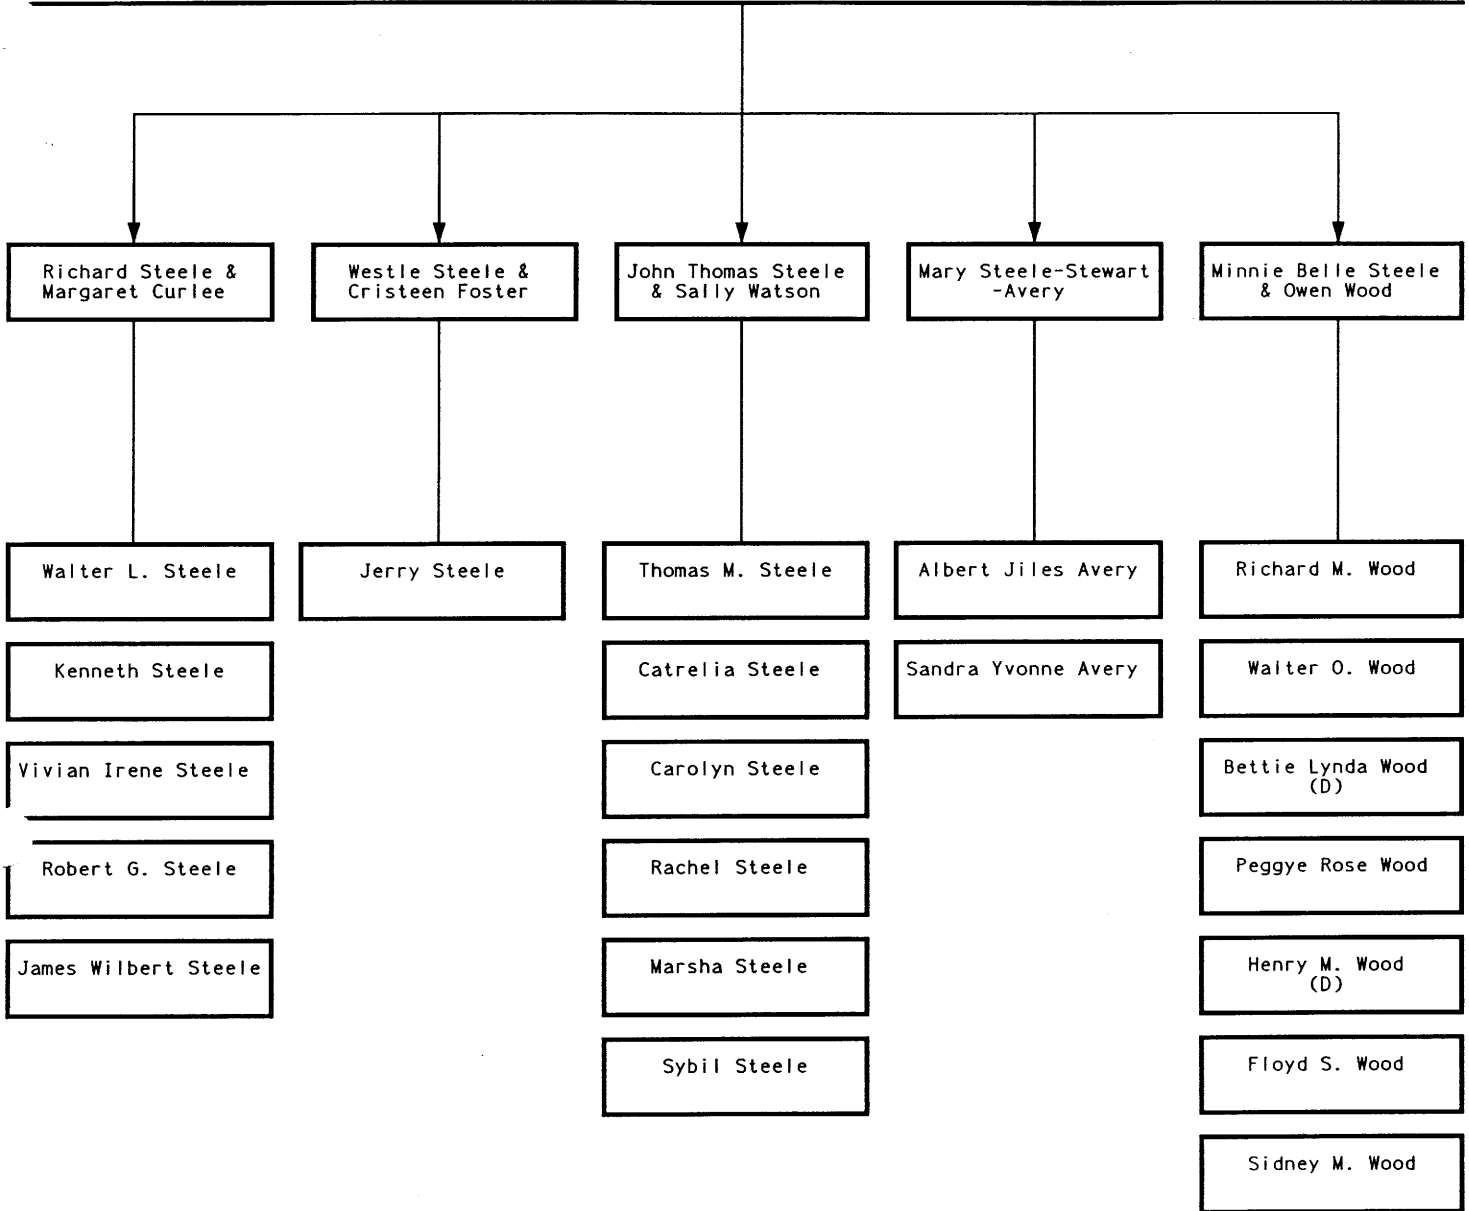 Richard Steele &
Margaret Curlee
Westle Steele &
Cristeen Foster
John Thomas Steele
& Sally Watson
Mary Steele-Stewart
-Avery
Minnie Belle Steele
& Owen Wood
Walter L. Steele
Jerry Steele
Thomas M. Steele
Albert Jiles Avery
Richard M. Wood
Kenneth Steele
Catrelia Steele
Sandra Yvonne Avery
Walter O. Wood
Vivian Irene Steele
Carolyn Steele
Bettie Lynda Wood
(D)
Robert G. Steele
Rachel Steele
Peggye Rose Wood
James Wilbert Steele
Marsha Steele
Henry M. Wood
(D)
Sybil Steele
Floyd S. Wood
Sidney M. Wood